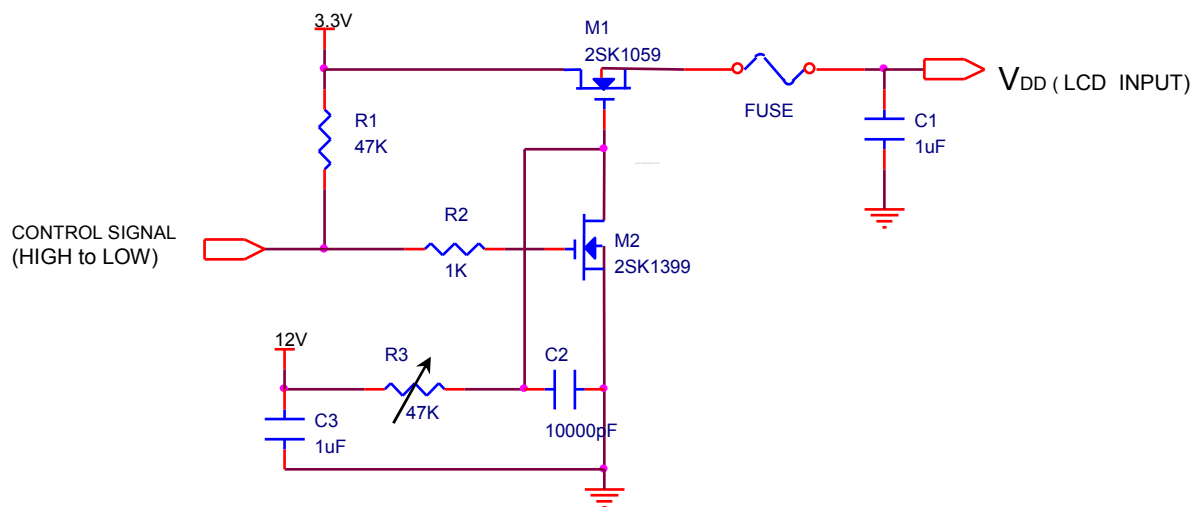 3.3V
M1
2SK1059
FUSE
VDD ( LCD INPUT)
R1
47K
C1
1uF
CONTROL SIGNAL
(HIGH to LOW)
R2
1K
M2
2SK1399
12V
R3
47K
C2
10000pF
C3
1uF